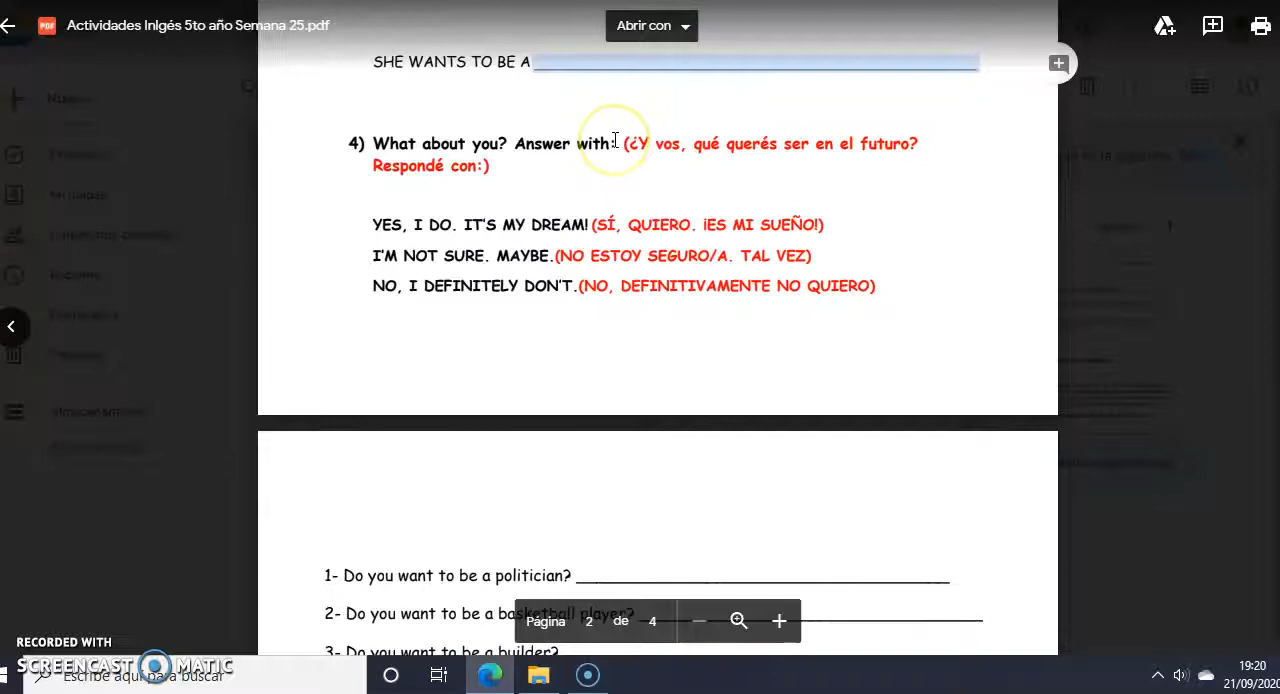 Actividades Inlgés 5to año Semana 25.pdf
Abrir con
SHE WANTS TO BE A
4) What about you? Answer with: (¿Y vos, qué querés ser en el futuro?
Respondé con:)
YES, I DO. IT'S MY DREAM! (SÍ, QUIERO. ¡ES MI SUEÑO!)
I'M NOT SURE. MAYBE.(NO ESTOY SEGURO/A. TAL VEZ)
NO, I DEFINITELY DON'T.(NO, DEFINITIVAMENTE NO QUIERO)
1- Do you want to be a politician?
2- Do you want to be a basketball player?
Página 2 de 4
3- Do you want to be a builder?
RECORDED WITH
SCREENCAST MATIC
Escribe aquí para buscar
19:20
21/09/2020